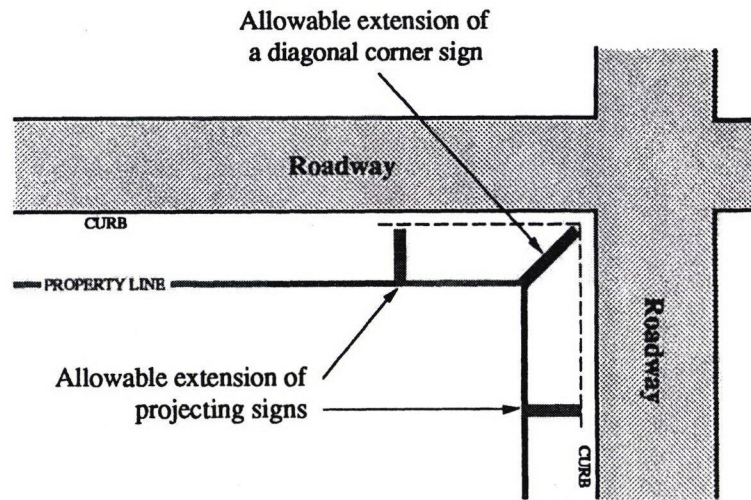 Allowable extension of
a diagonal corner sign
Roadway
CURB
PROPERTY LINE
Roadway
Allowable extension of
projecting signs
CURB